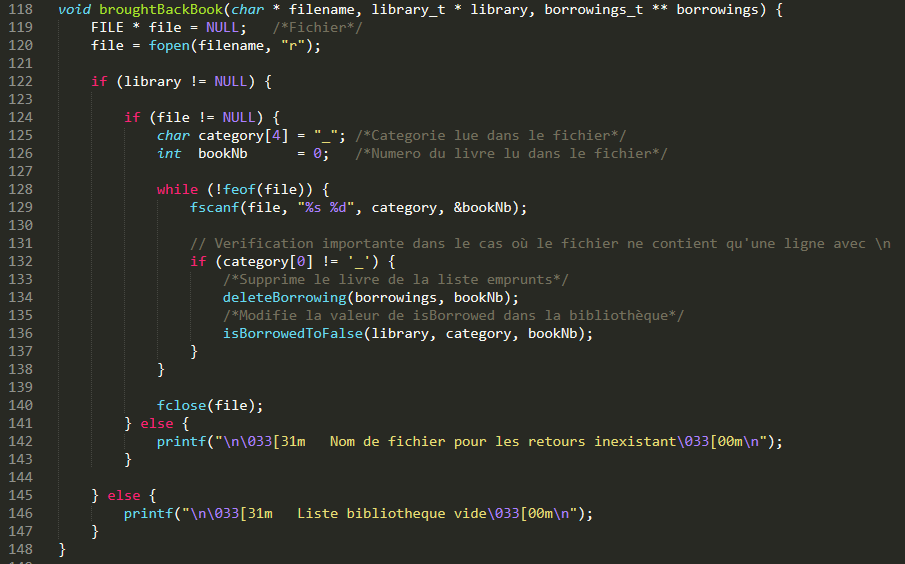 118 void broughtBackBook(char * filename, library_t * library, borrowings_t ** borrowings) {
119     FILE * file = NULL;   /*Fichier*/
120     file = fopen(filename, "r");
121
122     if (library != NULL) {
123
124         if (file != NULL) {
125             char category[4] = "_"; /*Categorie lue dans le fichier*/
126             int  bookNb      = 0;   /*Numero du livre lu dans le fichier*/
127
128             while (!feof(file)) {
129                 fscanf(file, "%s %d", category, &bookNb);
130
131                 // Verification importante dans le cas où le fichier ne contient qu'une ligne avec \n
132                 if (category[0] != '_') {
133                     /*Supprime le livre de la liste emprunts*/
134                     deleteBorrowing(borrowings, bookNb);
135                     /*Modifie la valeur de isBorrowed dans la bibliothèque*/
136                     isBorrowedToFalse(library, category, bookNb);
137                 }
138             }
139
140             fclose(file);
141         } else {
142             printf("\n\033[31m   Nom de fichier pour les retours inexistant\033[00m\n");
143         }
144
145     } else {
146         printf("\n\033[31m   Liste bibliotheque vide\033[00m\n");
147     }
148 }